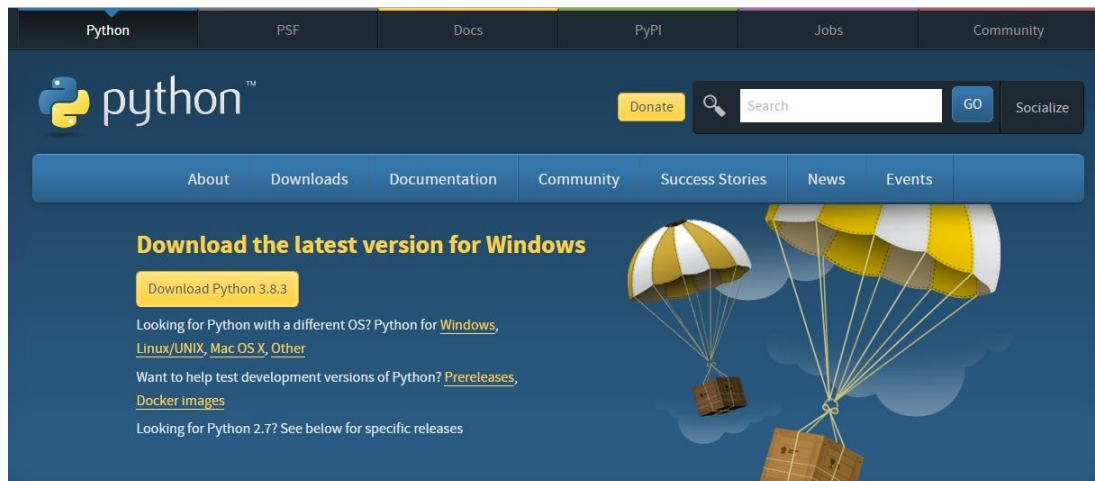 Python PSF Docs PyPI Jobs Community
python™
Donate Search GO Socialize
About Downloads Documentation Community Success Stories News Events
Download the latest version for Windows
Download Python 3.8.3
Looking for Python with a different OS? Python for Windows,
Linux/UNIX, Mac OS X, Other
Want to help test development versions of Python? Prereleases,
Docker images
Looking for Python 2.7? See below for specific releases